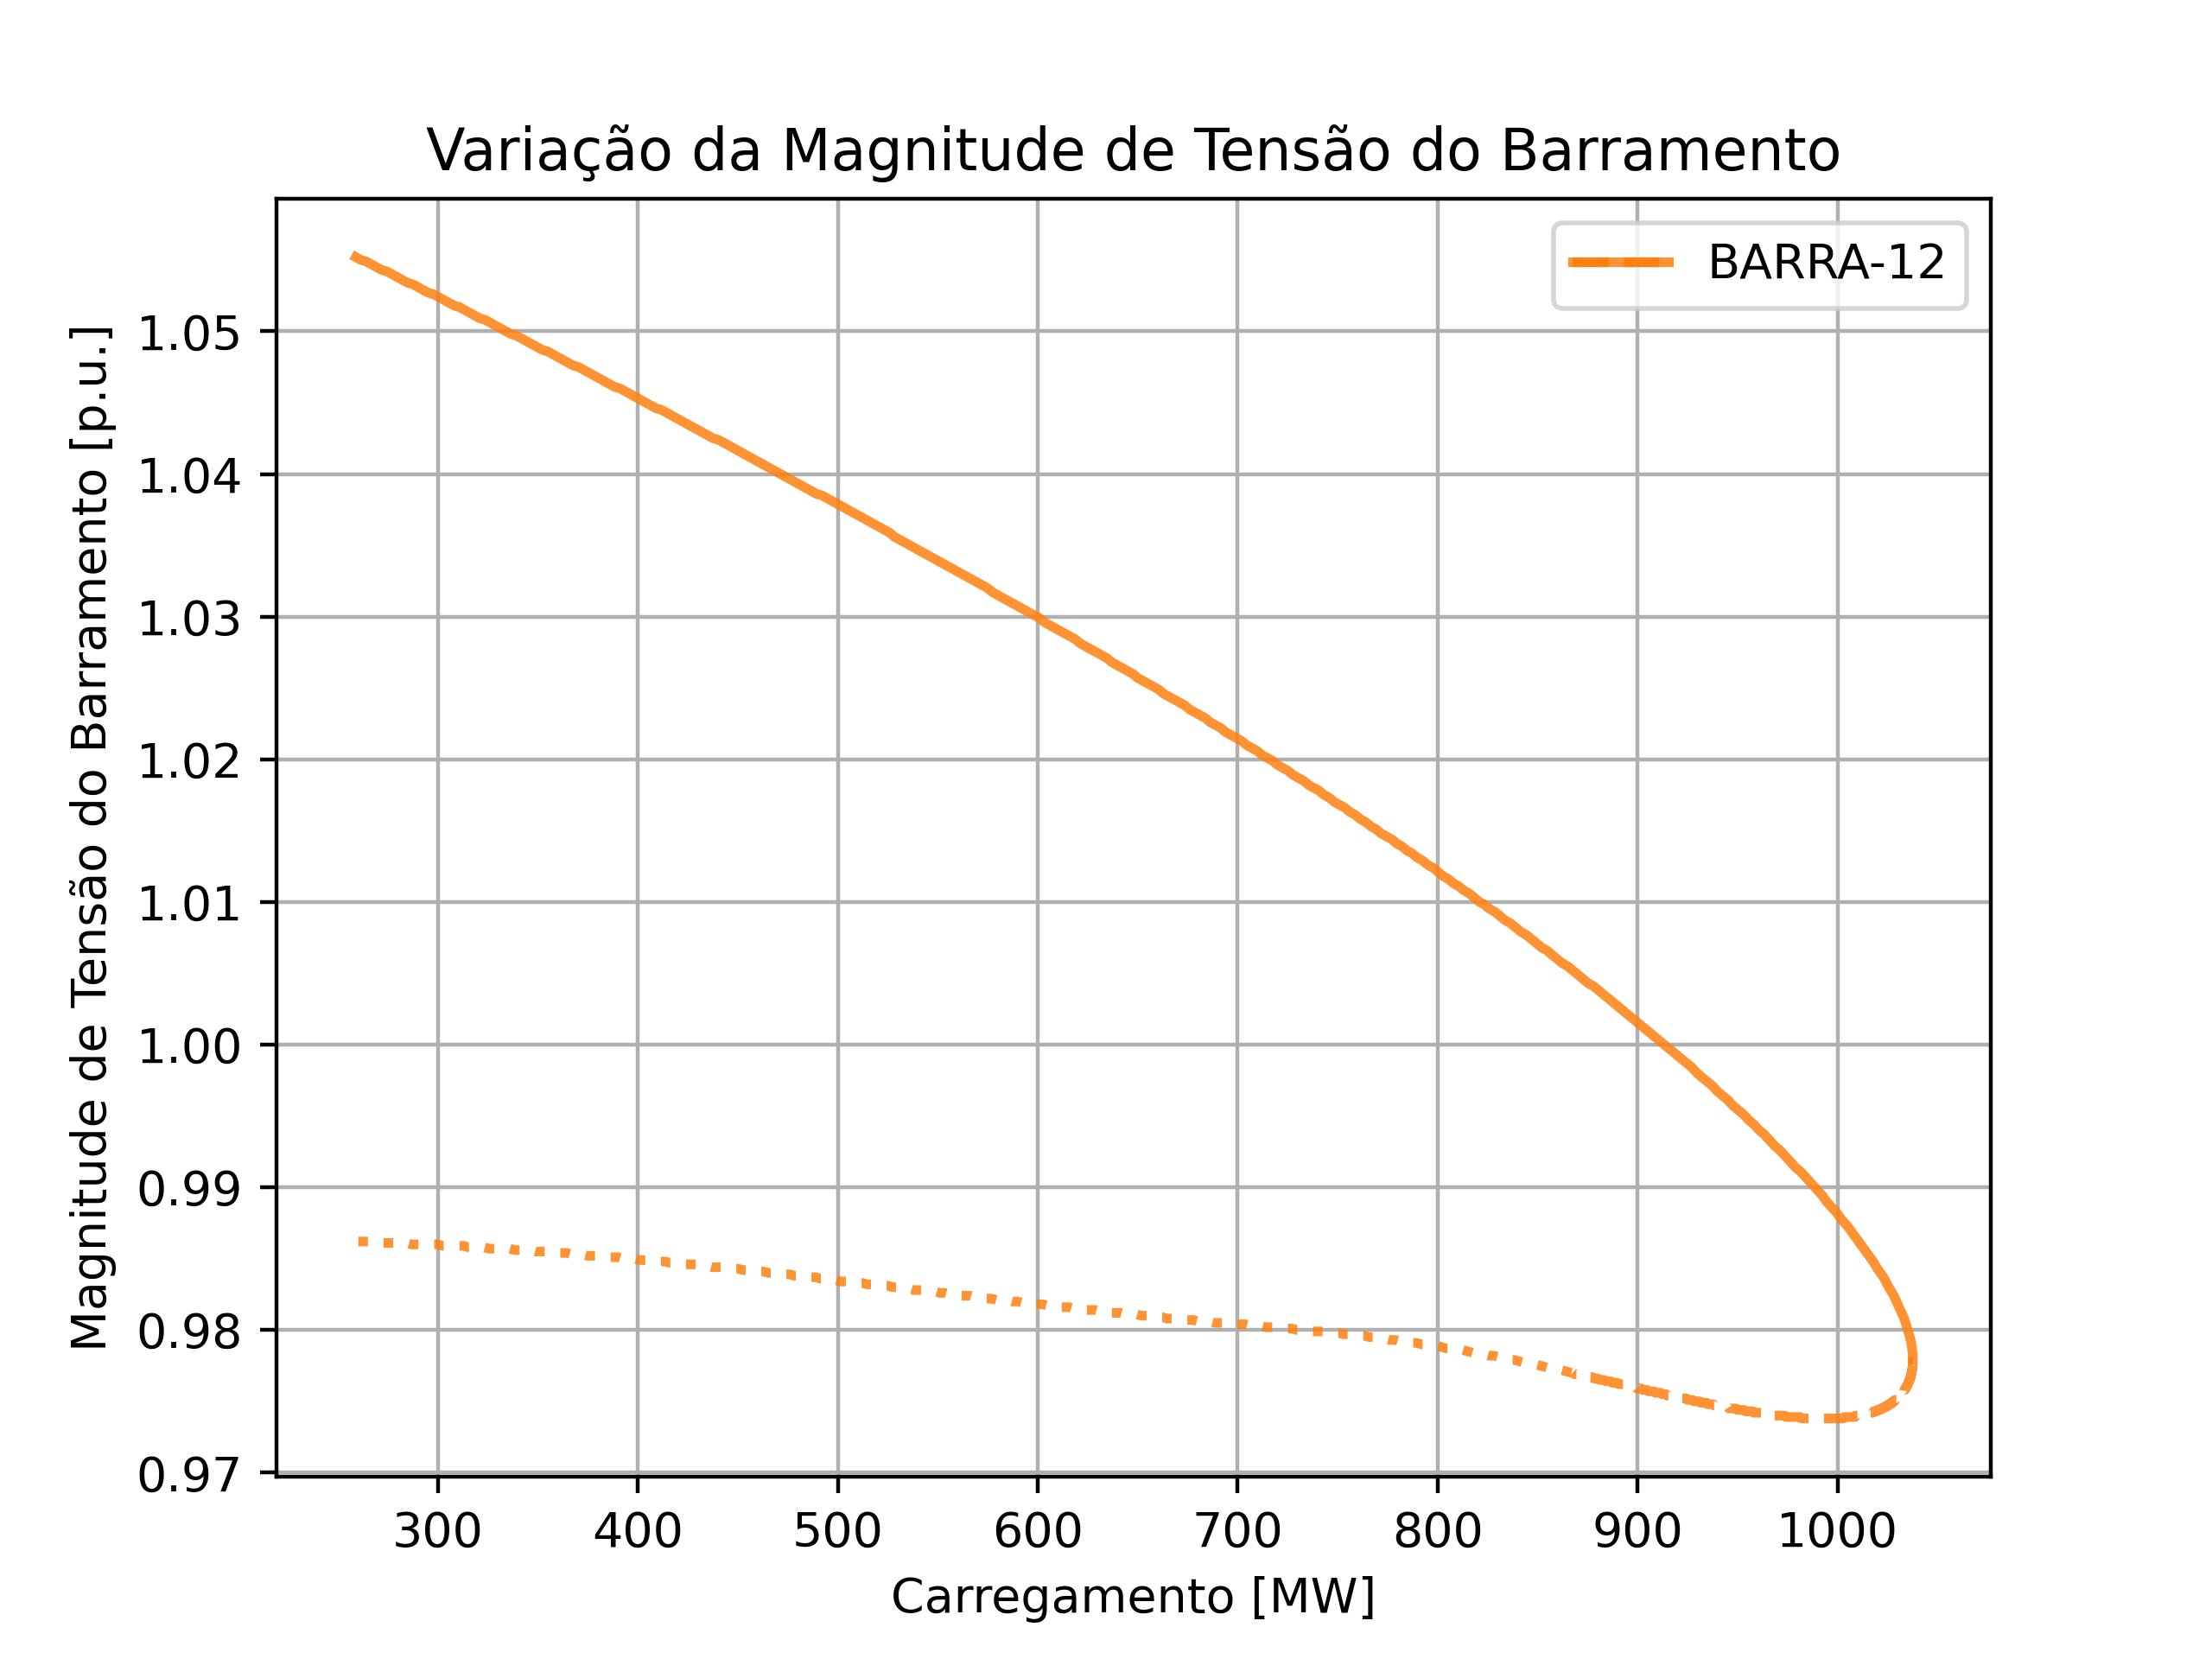 Variação da Magnitude de Tensão do Barramento
BARRA-12
Magnitude de Tensão do Barramento [p.u.]
1.05
1.04
1.03
1.02
1.01
1.00
0.99
0.98
0.97
300 400 500 600 700 800 900 1000
Carregamento [MW]